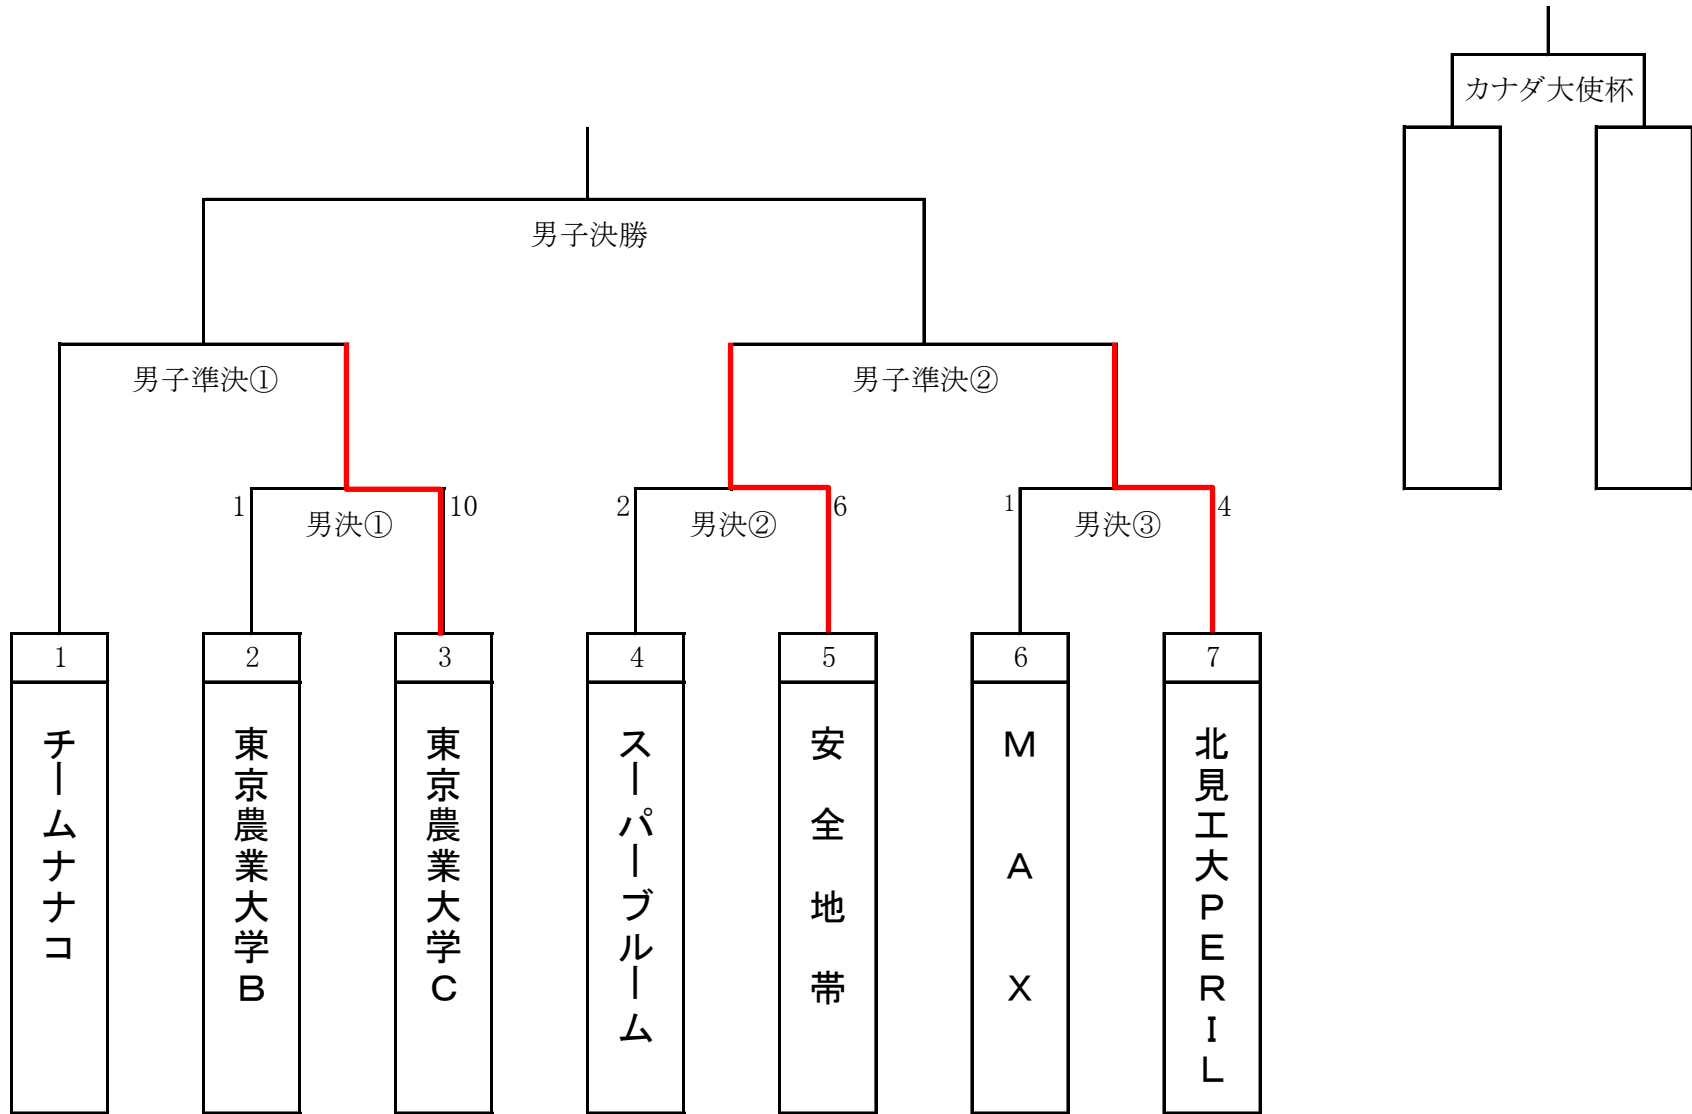 カナダ大使杯
男子決勝
男子準決①
男子準決②
1
男決①
10
2
男決②
6
1
男決③
4
1
2
3
4
5
6
7
チームナナコ
東京農業大学B
東京農業大学C
スーパーブルーム
安全地帯
MAX
北見工大PERIL